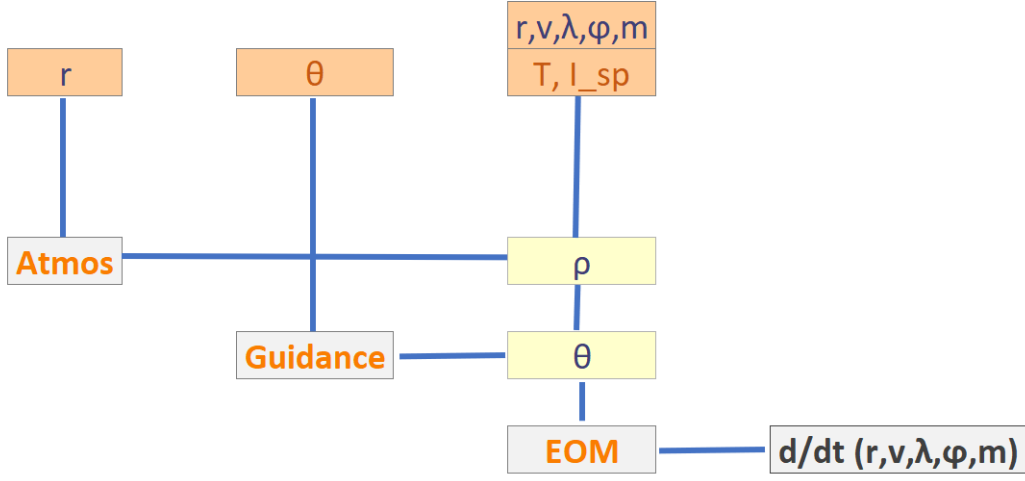 r,v,λ,φ,m
r
θ
T, I_sp
Atmos
ρ
Guidance
θ
EOM
d/dt (r,v,λ,φ,m)